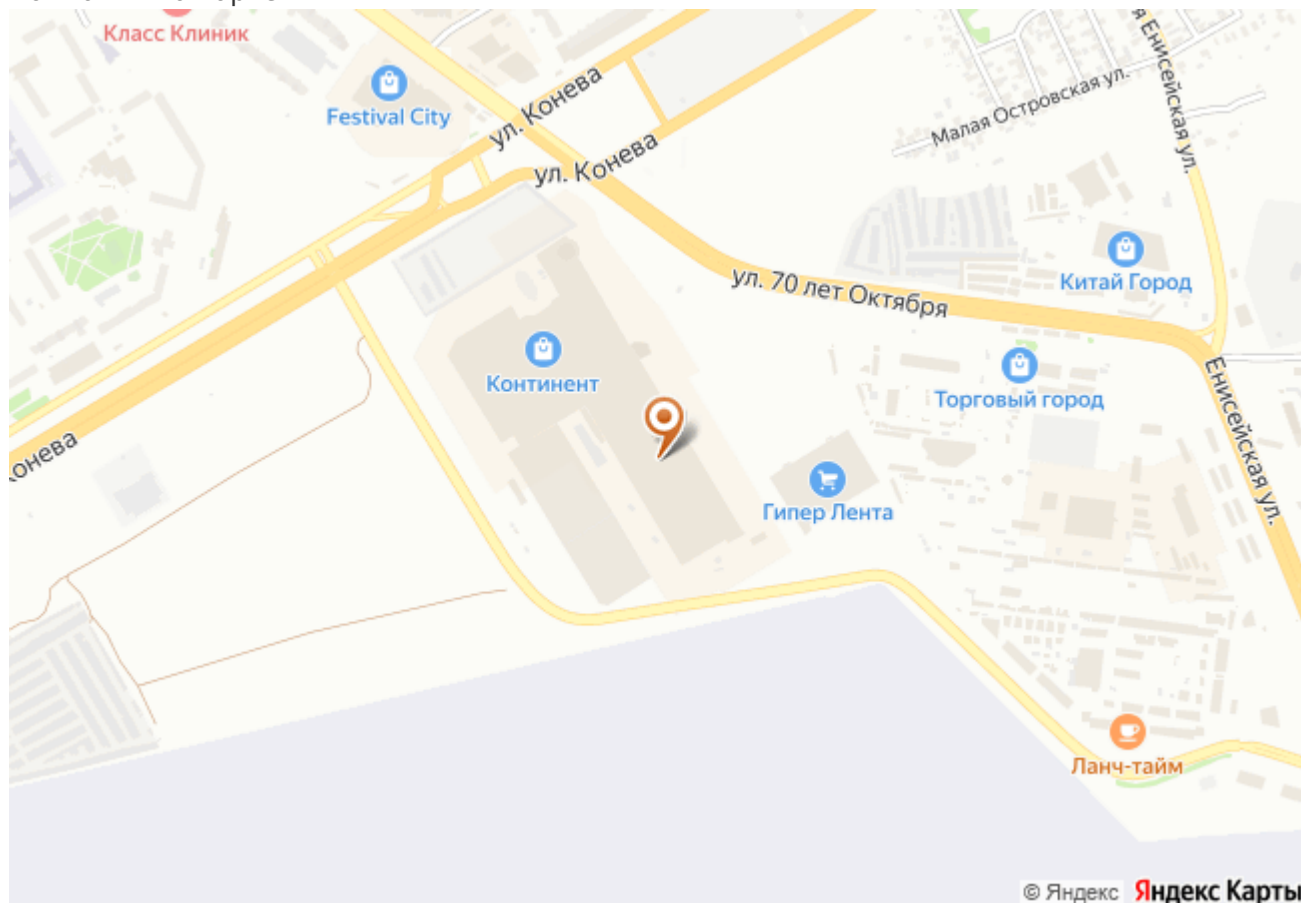 Класс Клиник
Festival City
ул. Конева
ул. Конева
Малая Островская ул.
я Енисейская ул.
Китай Город
ул. 70 лет Октября
Континент
Торговый город
Енисейская ул.
Конева
Гипер Лента
Ланч-тайм
© Яндекс Яндекс Карты